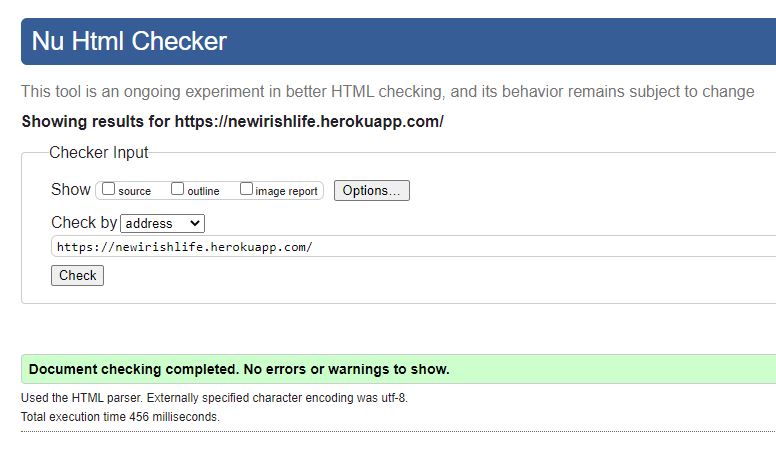 Nu Html Checker
This tool is an ongoing experiment in better HTML checking, and its behavior remains subject to change
Showing results for https://newirishlife.herokuapp.com/
Checker Input
Show source outline image report Options...
Check by address
https://newirishlife.herokuapp.com/
Check
Document checking completed. No errors or warnings to show.
Used the HTML parser. Externally specified character encoding was utf-8.
Total execution time 456 milliseconds.